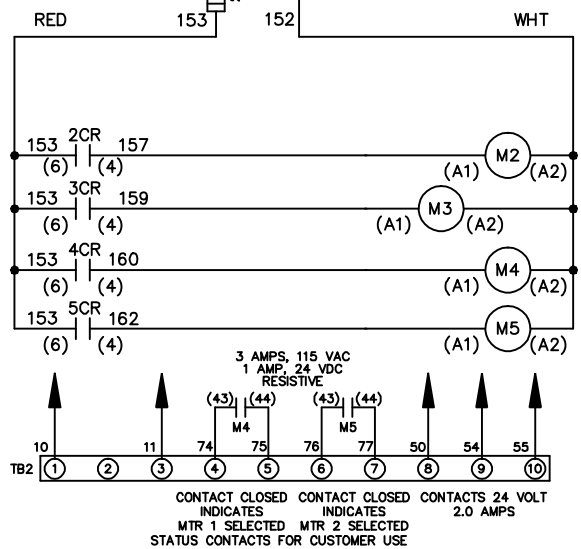 RED 153 152 WHT
153 2CR 157
(6) (4) M2 (A1) (A2)
153 3CR 159
(6) (4) M3 (A1) (A2)
153 4CR 160
(6) (4) M4 (A1) (A2)
153 5CR 162
(6) (4) M5 (A1) (A2)
3 AMPS, 115 VAC
1 AMP, 24 VDC
RESISTIVE
(43) (44) (43) (44)
M4 M5
10 11 74 75 76 77 50 54 55
TB2 1 2 3 4 5 6 7 8 9 10
CONTACT CLOSED
INDICATES
MTR 1 SELECTED
CONTACT CLOSED
INDICATES
MTR 2 SELECTED
CONTACTS 24 VOLT
2.0 AMPS
STATUS CONTACTS FOR CUSTOMER USE